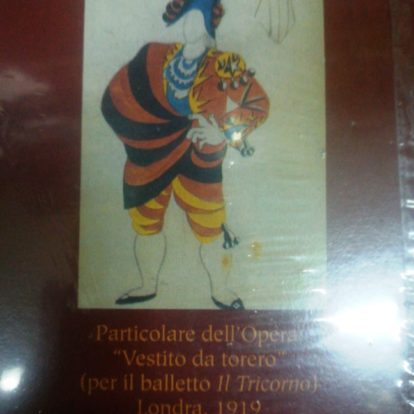 Particolare dell'Opera
"Vestito da torero"
(per il balletto Il Tricorno)
Londra, 1919